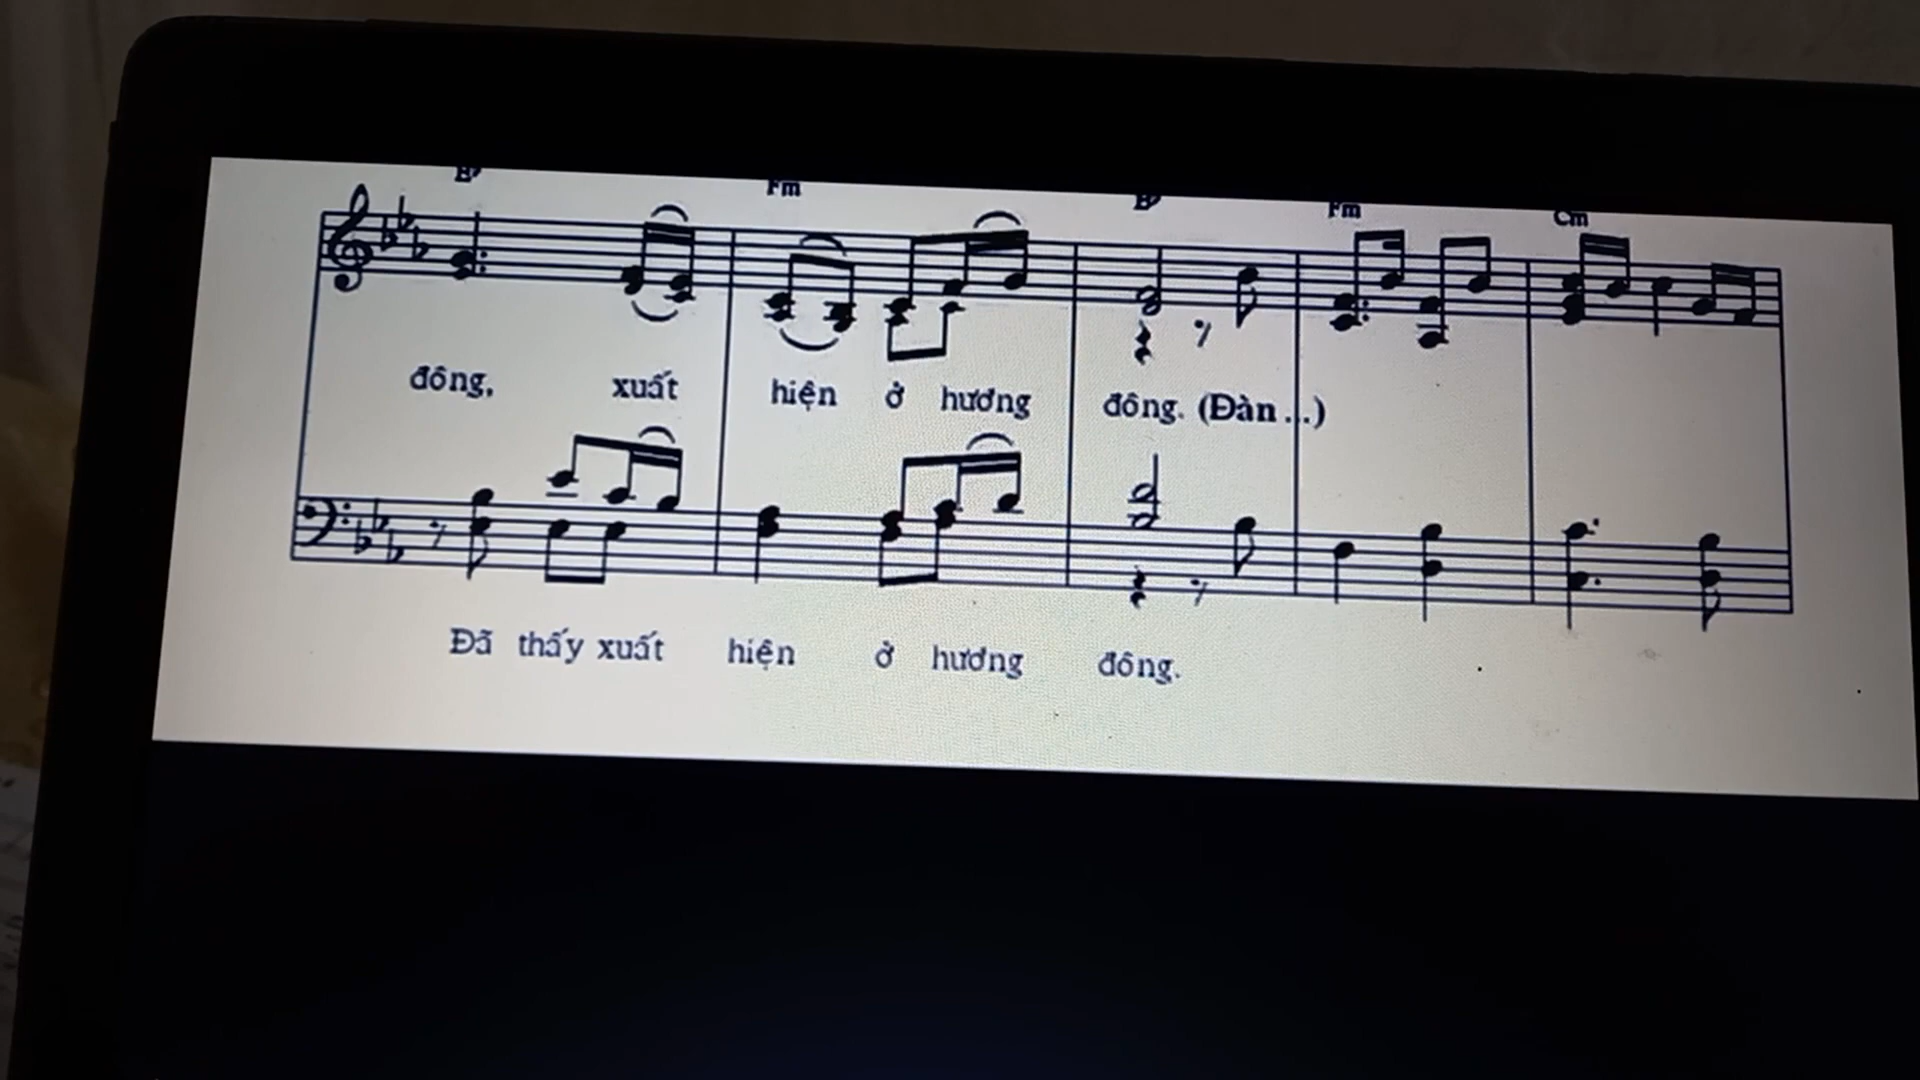 B♭ Fm B♭ Fm Cm
đông, xuất hiện ở hương đông. (Đàn ...)
Đã thấy xuất hiện ở hương đông.